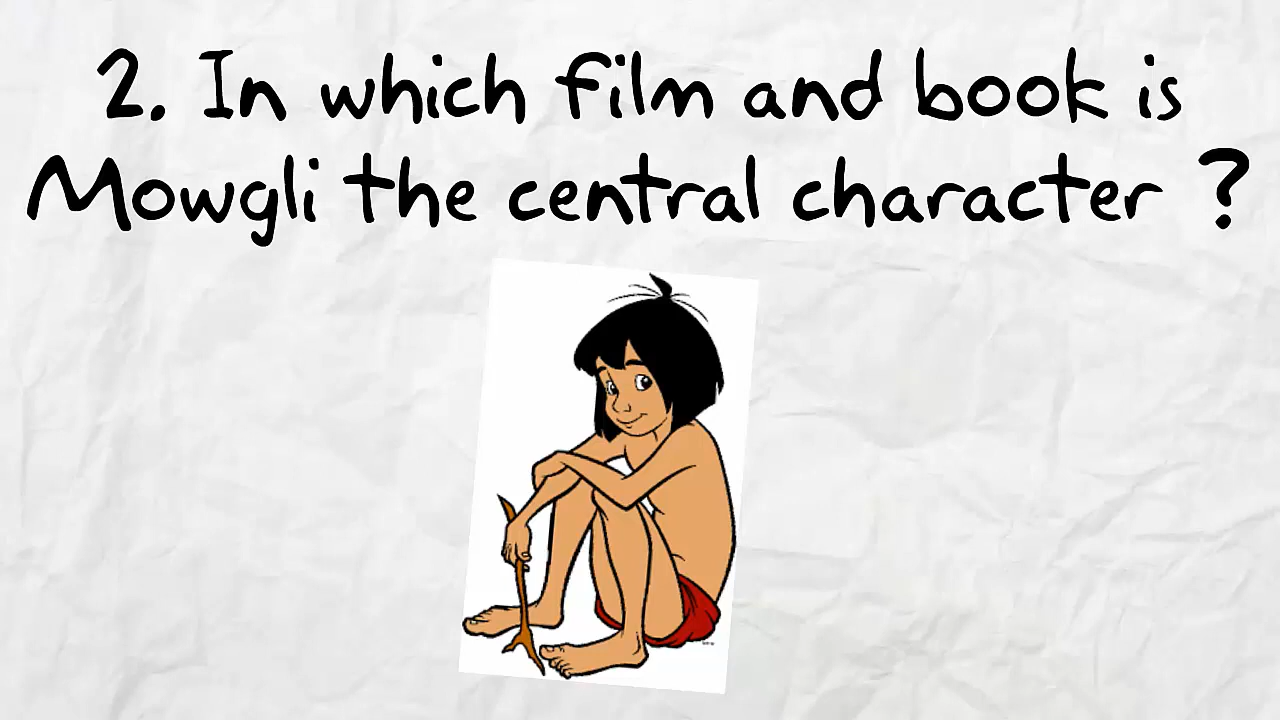 2. In which film and book is
Mowgli the central character ?